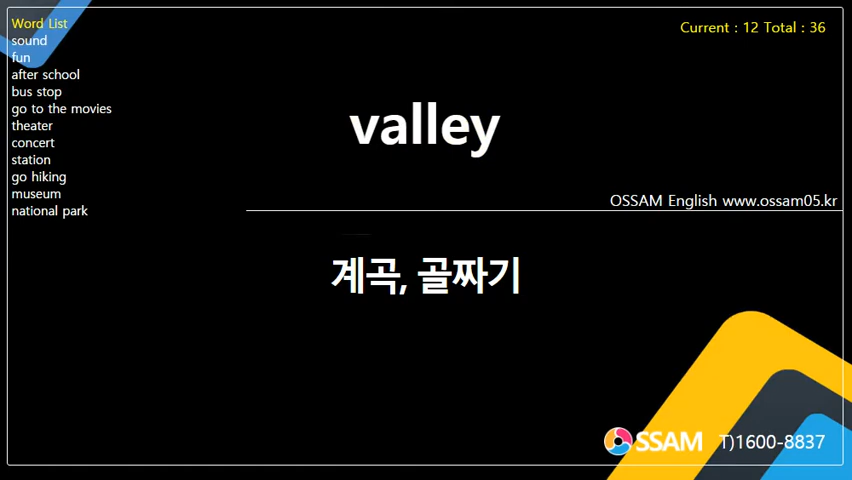 Word List
sound
fun
after school
bus stop
go to the movies
theater
concert
station
go hiking
museum
national park
Current : 12 Total : 36
valley
OSSAM English www.ossam05.kr
계곡, 골짜기
OSSAM T)1600-8837